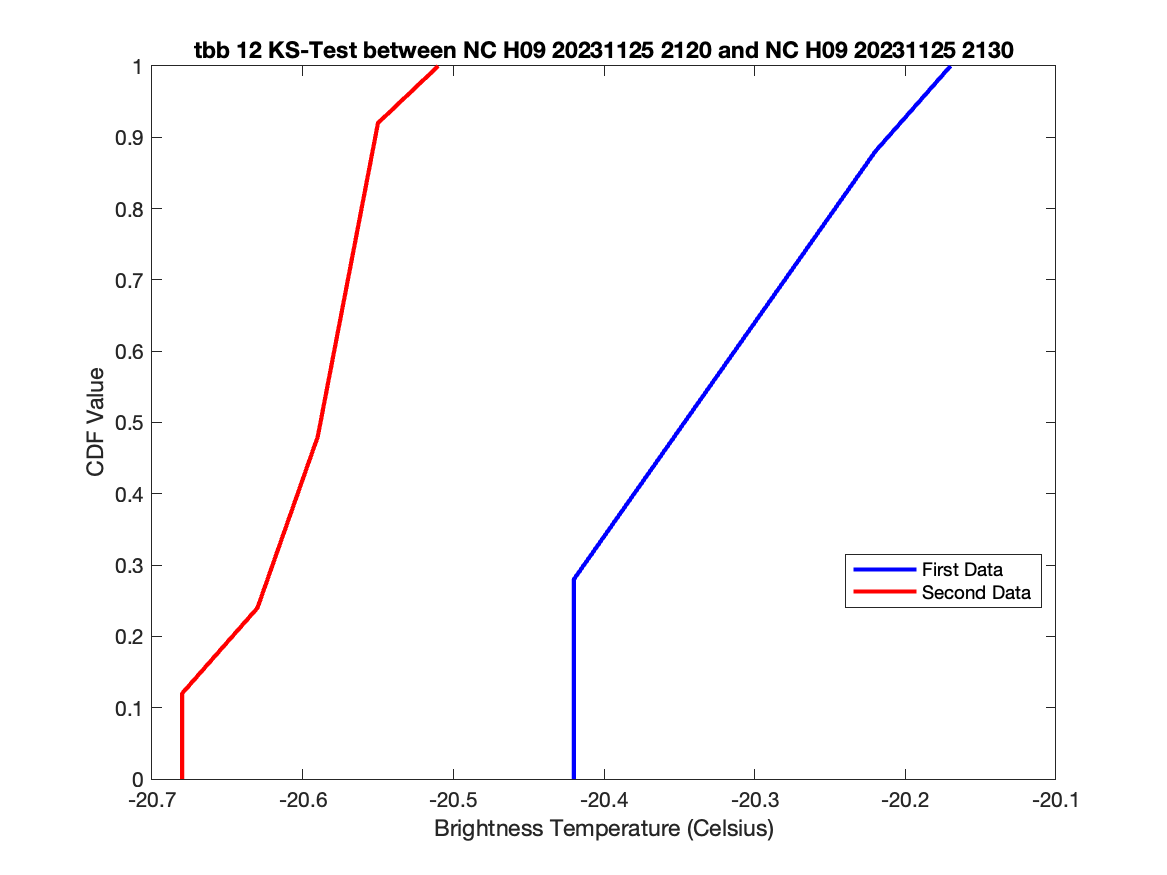 tbb 12 KS-Test between NC H09 20231125 2120 and NC H09 20231125 2130
1
0.9
0.8
0.7
0.6
0.5
0.4
0.3
0.2
0.1
0
CDF Value
First Data
Second Data
-20.7 -20.6 -20.5 -20.4 -20.3 -20.2 -20.1
Brightness Temperature (Celsius)